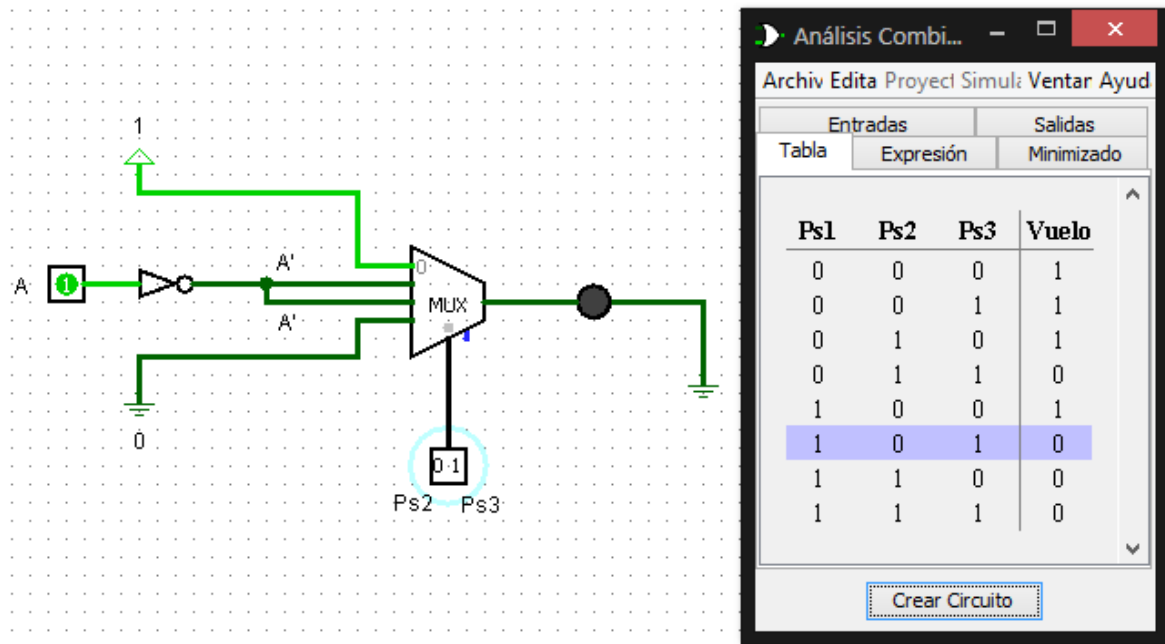 1
A
1
A'
A'
0
MUX
0
0 1
Ps2 Ps3
Análisis Combi...
Archiv Edita Proyect Simula Ventar Ayud
Entradas Salidas
Tabla Expresión Minimizado
Ps1 Ps2 Ps3 Vuelo
0 0 0 1
0 0 1 1
0 1 0 1
0 1 1 0
1 0 0 1
1 0 1 0
1 1 0 0
1 1 1 0
Crear Circuito